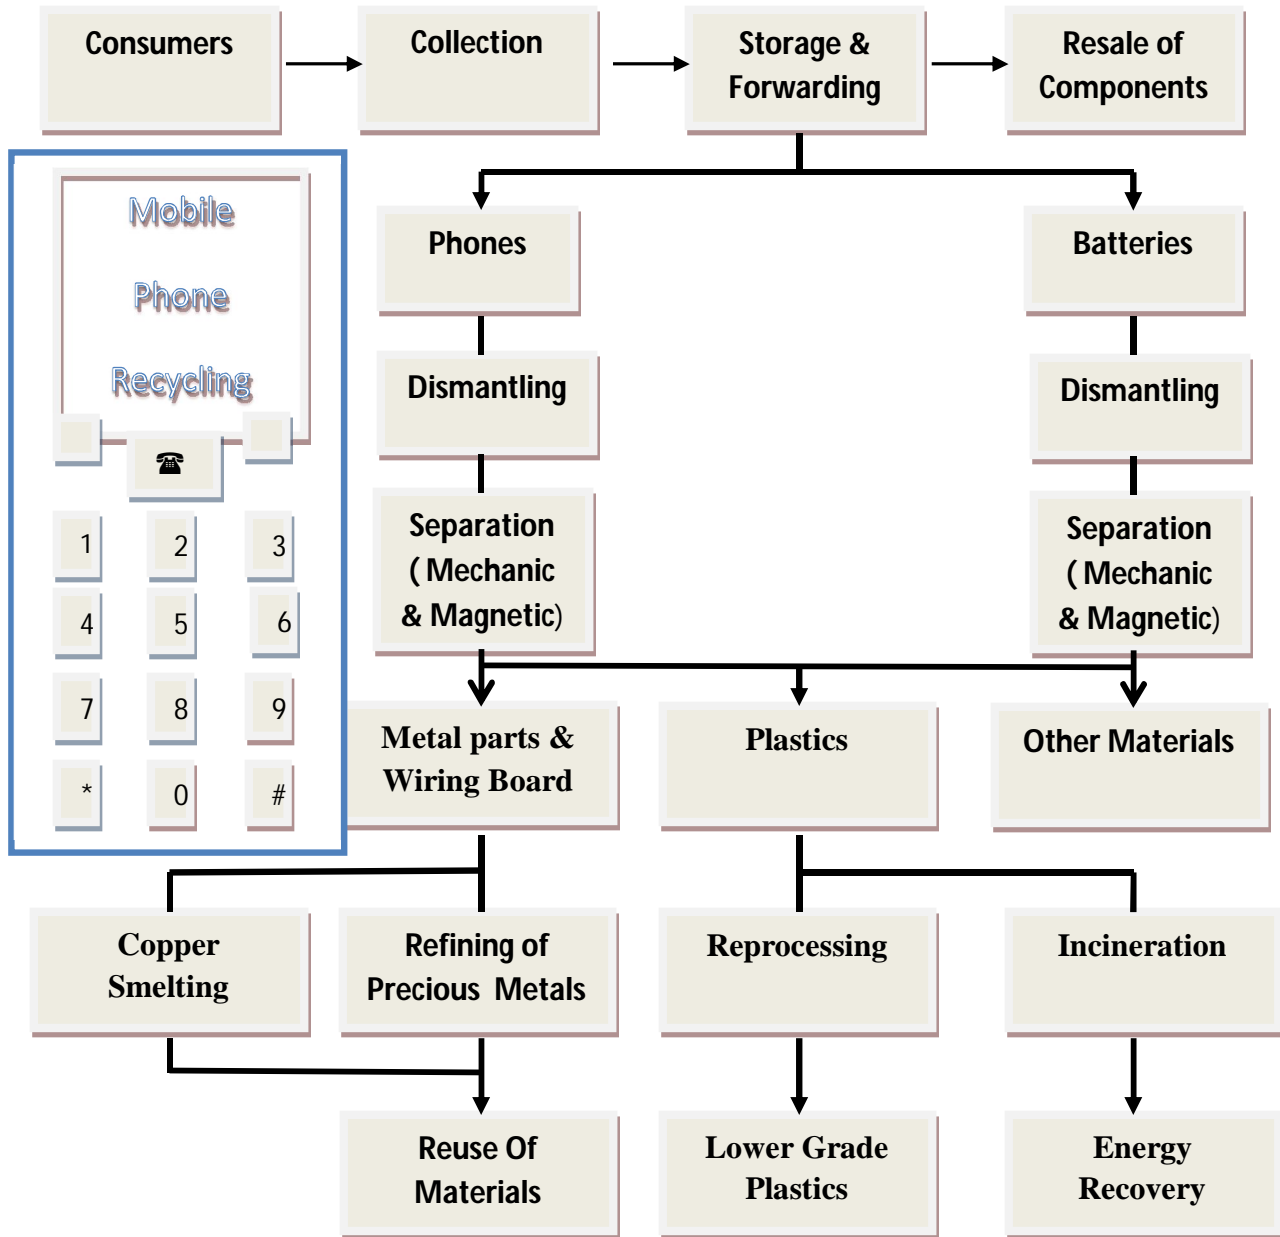 Consumers
Collection
Storage &
Forwarding
Resale of
Components
Mobile
Phone
Recycling
☎
1 2 3
4 5 6
7 8 9
* 0 #
Phones
Batteries
Dismantling
Dismantling
Separation
( Mechanic
& Magnetic)
Separation
( Mechanic
& Magnetic)
Metal parts &
Wiring Board
Plastics
Other Materials
Copper
Smelting
Refining of
Precious Metals
Reprocessing
Incineration
Reuse Of
Materials
Lower Grade
Plastics
Energy
Recovery